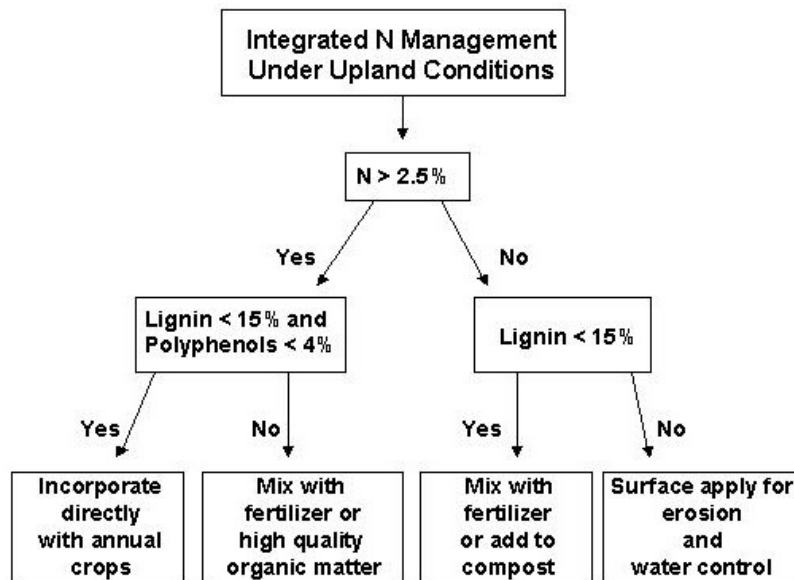 Integrated N Management
Under Upland Conditions
N > 2.5%
Yes
No
Lignin < 15% and
Polyphenols < 4%
Lignin < 15%
Yes
No
Yes
No
Incorporate
directly
with annual
crops
Mix with
fertilizer or
high quality
organic matter
Mix with
fertilizer
or add to
compost
Surface apply for
erosion
and
water control